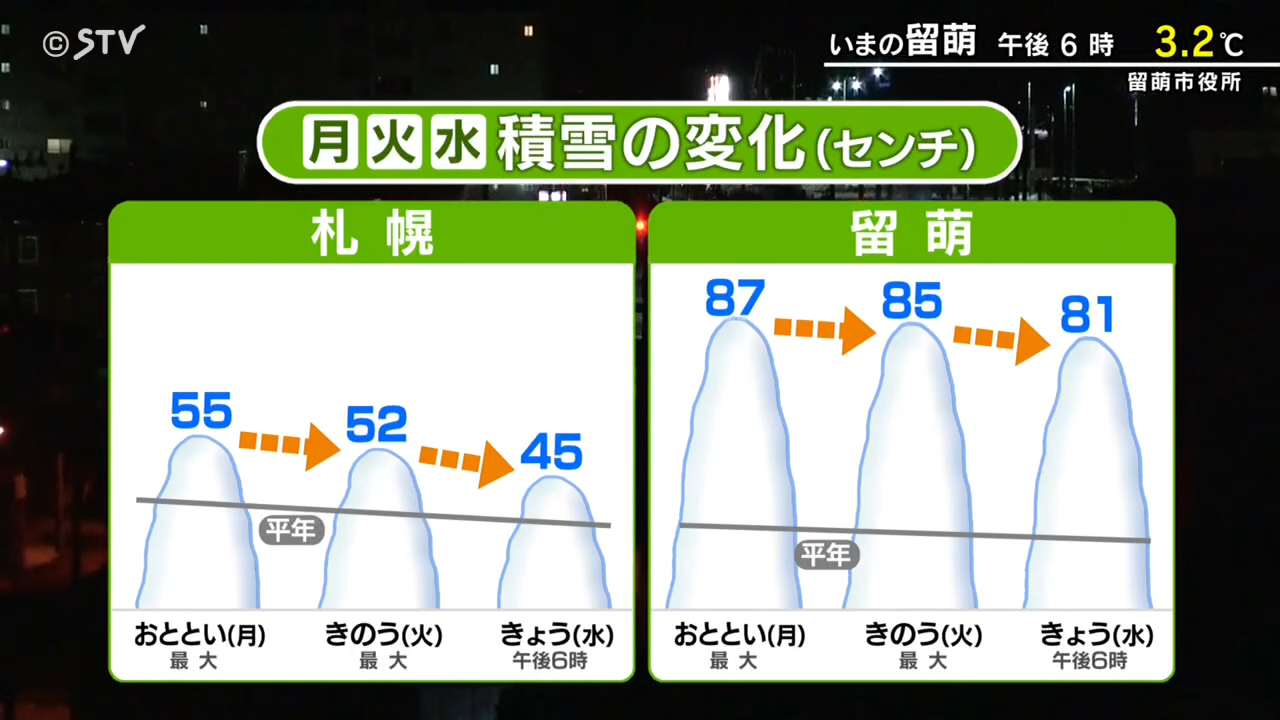 © STV
いまの留萌 午後6時 3.2℃
留萌市役所
月 火 水 積雪の変化(センチ)
札幌
55
52
45
平年
おととい(月)
最大
きのう(火)
最大
きょう(水)
午後6時
留萌
87
85
81
平年
おととい(月)
最大
きのう(火)
最大
きょう(水)
午後6時